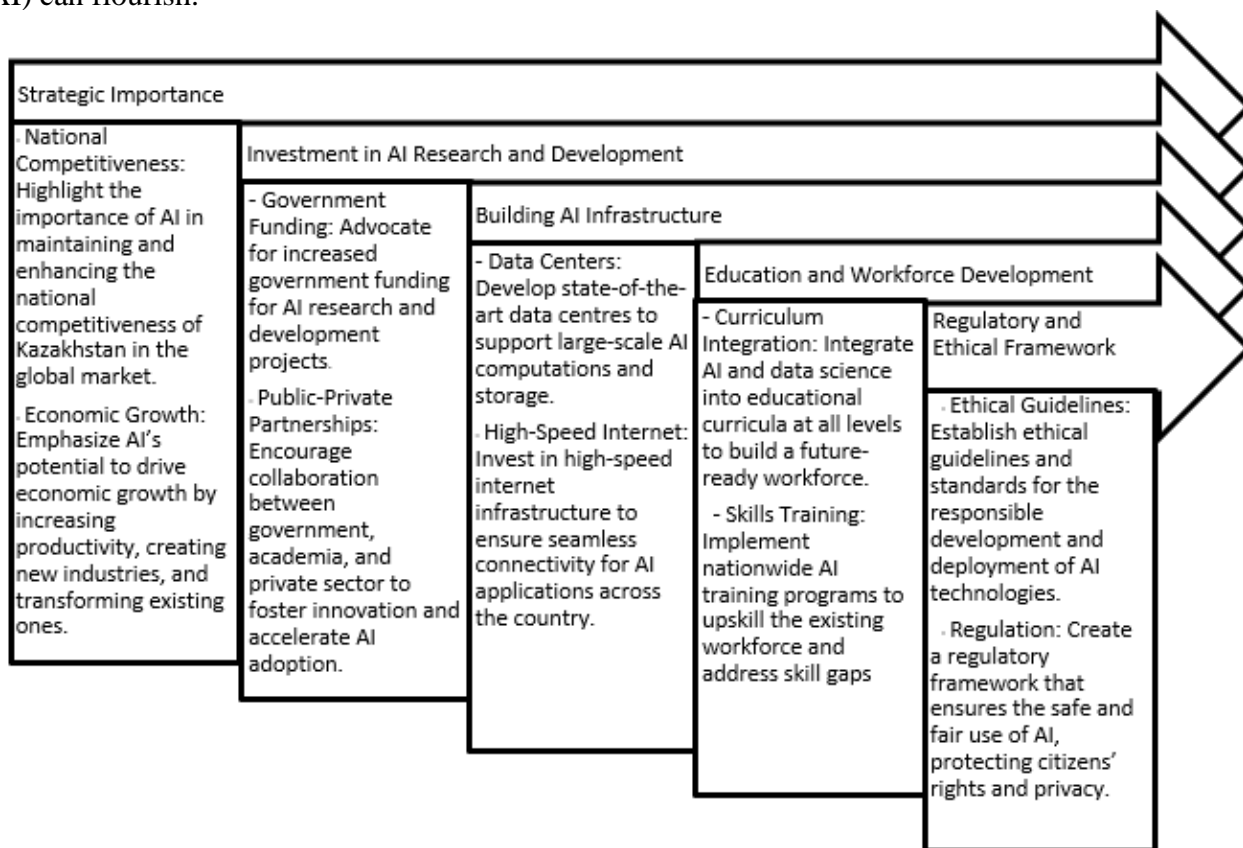 AI) can flourish.
Strategic Importance
- National
Competitiveness:
Highlight the
importance of AI in
maintaining and
enhancing the
national
competitiveness of
Kazakhstan in the
global market.
- Economic Growth:
Emphasize AI’s
potential to drive
economic growth by
increasing
productivity, creating
new industries, and
transforming existing
ones.
Investment in AI Research and Development
- Government
Funding: Advocate
for increased
government funding
for AI research and
development
projects.
- Public-Private
Partnerships:
Encourage
collaboration
between
government,
academia, and
private sector to
foster innovation and
accelerate AI
adoption.
Building AI Infrastructure
- Data Centers:
Develop state-of-the-
art data centres to
support large-scale AI
computations and
storage.
- High-Speed Internet:
Invest in high-speed
internet
infrastructure to
ensure seamless
connectivity for AI
applications across
the country.
Education and Workforce Development
- Curriculum
Integration: Integrate
AI and data science
into educational
curricula at all levels
to build a future-
ready workforce.
- Skills Training:
Implement
nationwide AI
training programs to
upskill the existing
workforce and
address skill gaps
Regulatory and
Ethical Framework
- Ethical Guidelines:
Establish ethical
guidelines and
standards for the
responsible
development and
deployment of AI
technologies.
- Regulation: Create
a regulatory
framework that
ensures the safe and
fair use of AI,
protecting citizens’
rights and privacy.